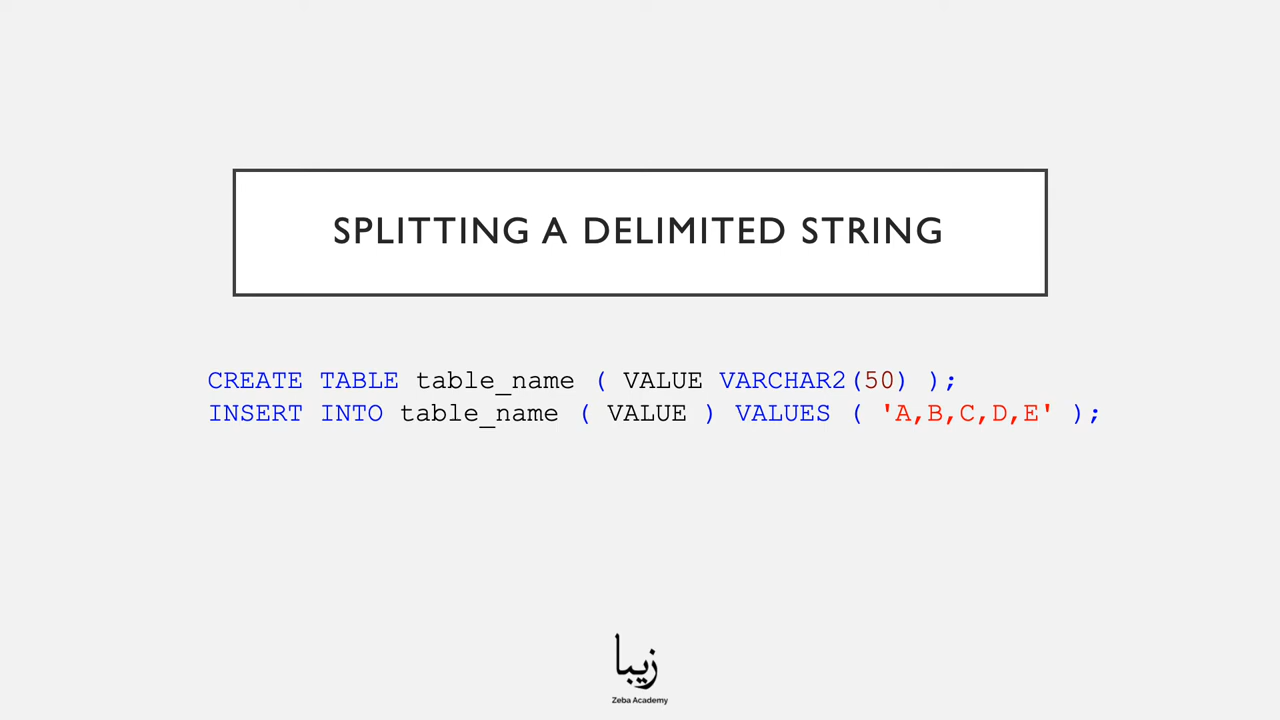 SPLITTING A DELIMITED STRING
CREATE TABLE table_name ( VALUE VARCHAR2(50) );
INSERT INTO table_name ( VALUE ) VALUES ( 'A,B,C,D,E' );
زیبا
Zeba Academy